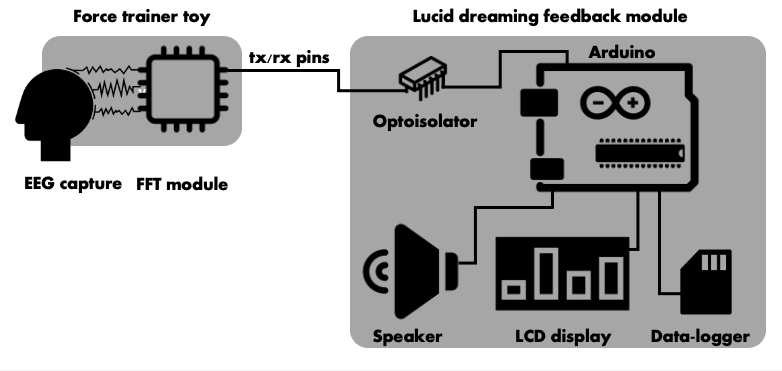 Force trainer toy
Lucid dreaming feedback module
tx/rx pins
Arduino
Optoisolator
EEG capture
FFT module
Speaker
LCD display
Data-logger